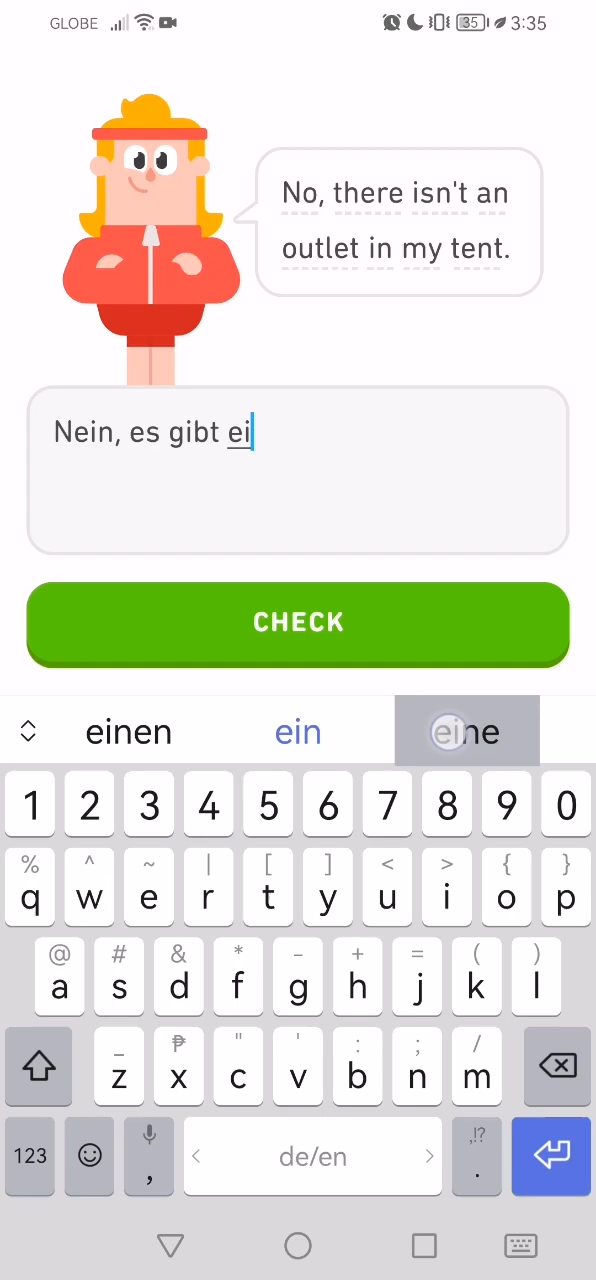 GLOBE 35 3:35
No, there isn't an
outlet in my tent.
Nein, es gibt ei
CHECK
einen ein eine
1 2 3 4 5 6 7 8 9 0
% ^ ~ | [ ] < > { }
q w e r t y u i o p
@ # & * - + = ( )
a s d f g h j k l
_ ₱ " ' : ; /
z x c v b n m
123 , < de/en > ,!? .